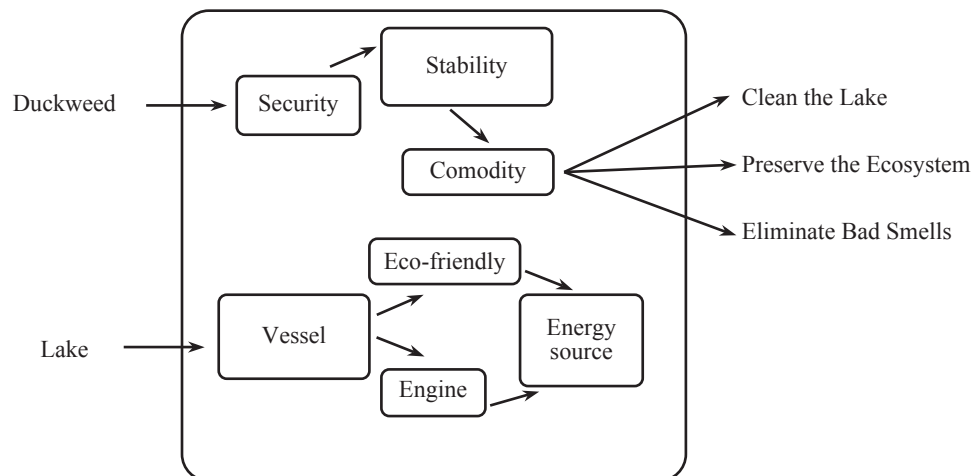 Stability
Duckweed
Security
Clean the Lake
Comodity
Preserve the Ecosystem
Eliminate Bad Smells
Eco-friendly
Lake
Vessel
Energy
source
Engine